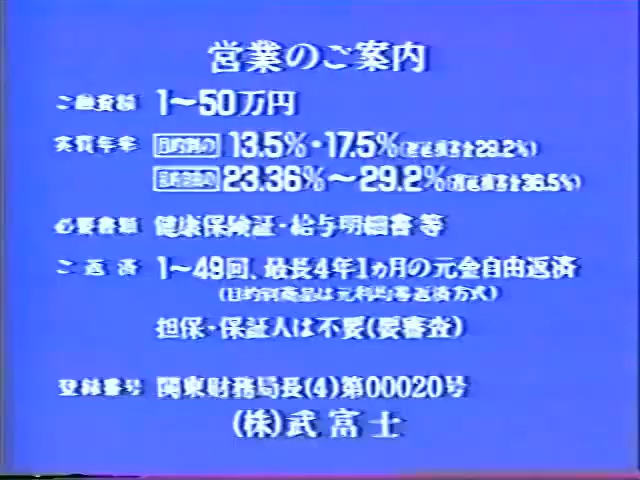 営業のご案内
ご融資額 1〜50万円
実質年率 目的別の 13.5%・17.5%(遅延損害金29.2%)
23.36%〜29.2%(遅延損害金36.5%)
必要書類 健康保険証・給与明細書 等
ご返済 1〜49回、最長4年1ヵ月の元金自由返済
(目的別商品は元利均等返済方式)
担保・保証人は不要(要審査)
登録番号 関東財務局長(4)第00020号
(株)武富士